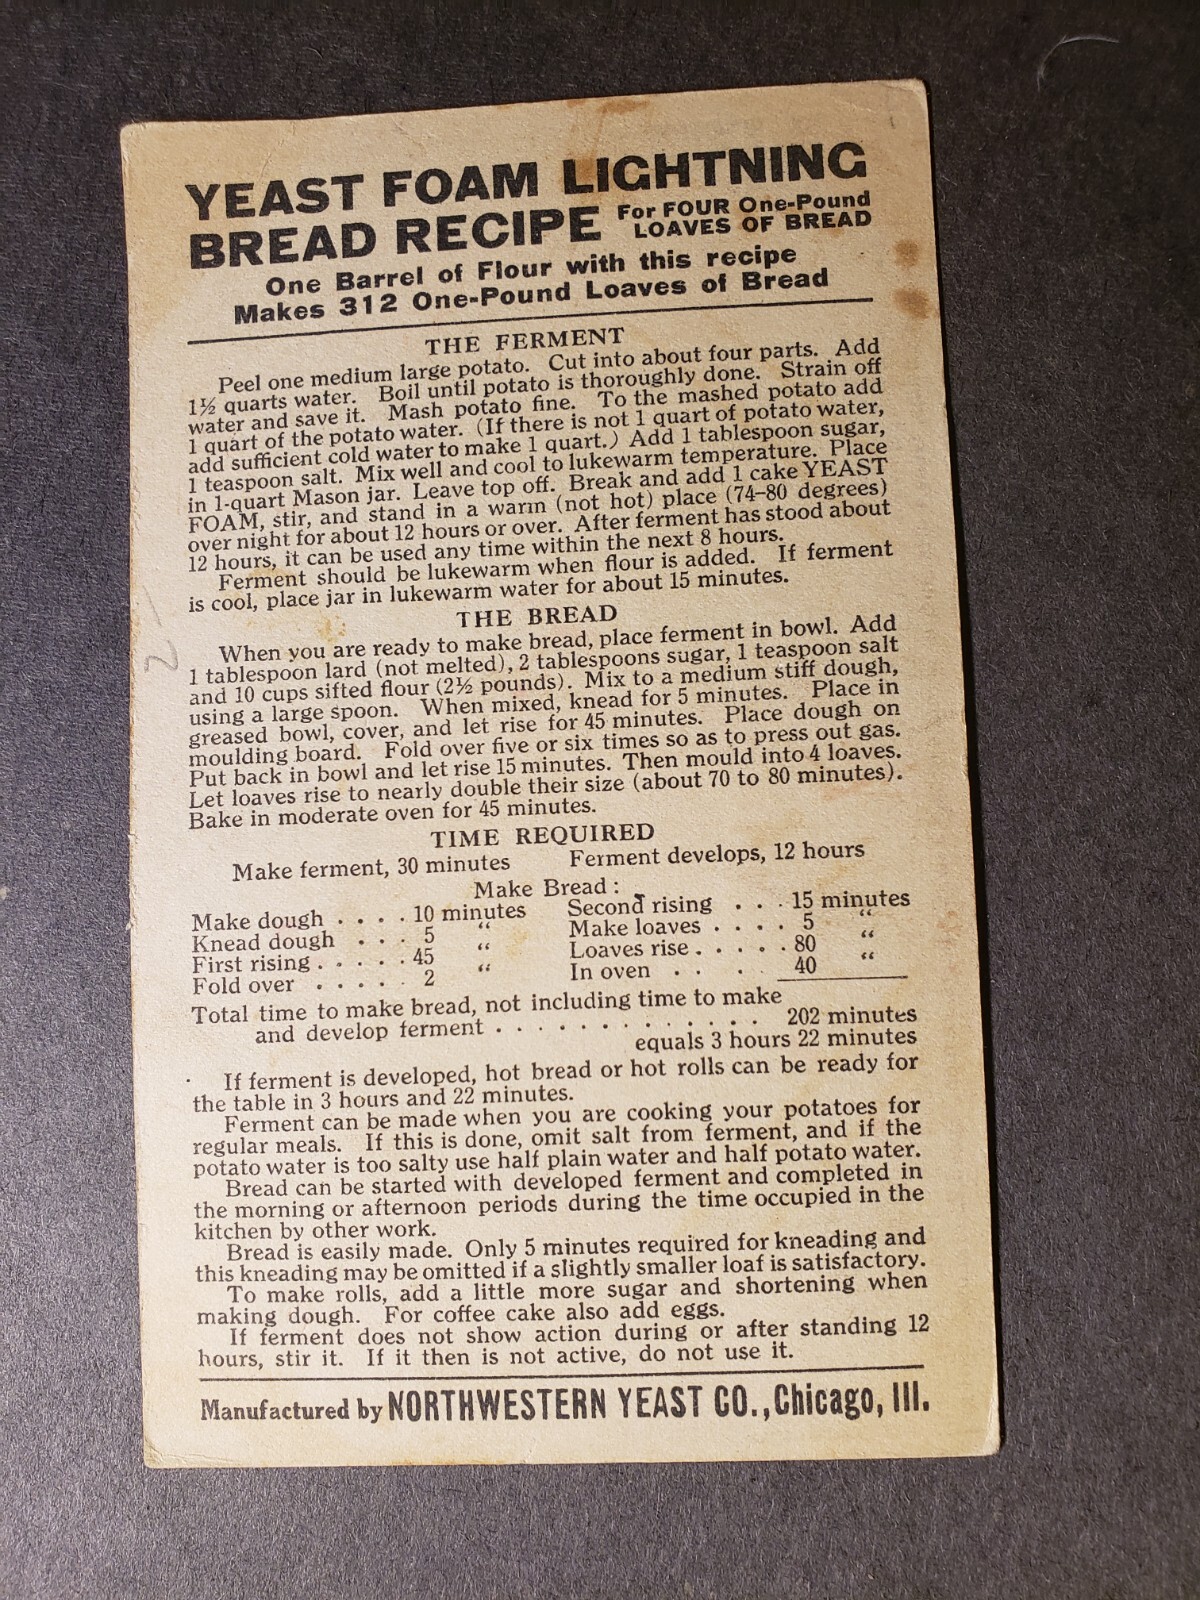 YEAST FOAM LIGHTNING
BREAD RECIPE For FOUR One-Pound
LOAVES OF BREAD
One Barrel of Flour with this recipe
Makes 312 One-Pound Loaves of Bread
THE FERMENT
Peel one medium large potato. Cut into about four parts. Add
1½ quarts water. Boil until potato is thoroughly done. Strain off
water and save it. Mash potato fine. To the mashed potato add
1 quart of the potato water. (If there is not 1 quart of potato water,
add sufficient cold water to make 1 quart.) Add 1 tablespoon sugar,
1 teaspoon salt. Mix well and cool to lukewarm temperature. Place
in 1-quart Mason jar. Leave top off. Break and add 1 cake YEAST
FOAM, stir, and stand in a warm (not hot) place (74-80 degrees)
over night for about 12 hours or over. After ferment has stood about
12 hours, it can be used any time within the next 8 hours.
Ferment should be lukewarm when flour is added. If ferment
is cool, place jar in lukewarm water for about 15 minutes.
THE BREAD
When you are ready to make bread, place ferment in bowl. Add
1 tablespoon lard (not melted), 2 tablespoons sugar, 1 teaspoon salt
and 10 cups sifted flour (2½ pounds). Mix to a medium stiff dough,
using a large spoon. When mixed, knead for 5 minutes. Place in
greased bowl, cover, and let rise for 45 minutes. Place dough on
moulding board. Fold over five or six times so as to press out gas.
Put back in bowl and let rise 15 minutes. Then mould into 4 loaves.
Let loaves rise to nearly double their size (about 70 to 80 minutes).
Bake in moderate oven for 45 minutes.
TIME REQUIRED
Make ferment, 30 minutes Ferment develops, 12 hours
Make Bread:
Make dough . . . . 10 minutes Second rising . . . 15 minutes
Knead dough . . . 5 " Make loaves . . . . 5 "
First rising . . . . . 45 " Loaves rise . . . . . 80 "
Fold over . . . . . 2 " In oven . . . . 40 "
Total time to make bread, not including time to make
and develop ferment . . . . . . . . . . . . . 202 minutes
equals 3 hours 22 minutes
If ferment is developed, hot bread or hot rolls can be ready for
the table in 3 hours and 22 minutes.
Ferment can be made when you are cooking your potatoes for
regular meals. If this is done, omit salt from ferment, and if the
potato water is too salty use half plain water and half potato water.
Bread can be started with developed ferment and completed in
the morning or afternoon periods during the time occupied in the
kitchen by other work.
Bread is easily made. Only 5 minutes required for kneading and
this kneading may be omitted if a slightly smaller loaf is satisfactory.
To make rolls, add a little more sugar and shortening when
making dough. For coffee cake also add eggs.
If ferment does not show action during or after standing 12
hours, stir it. If it then is not active, do not use it.
Manufactured by NORTHWESTERN YEAST CO., Chicago, Ill.
2-